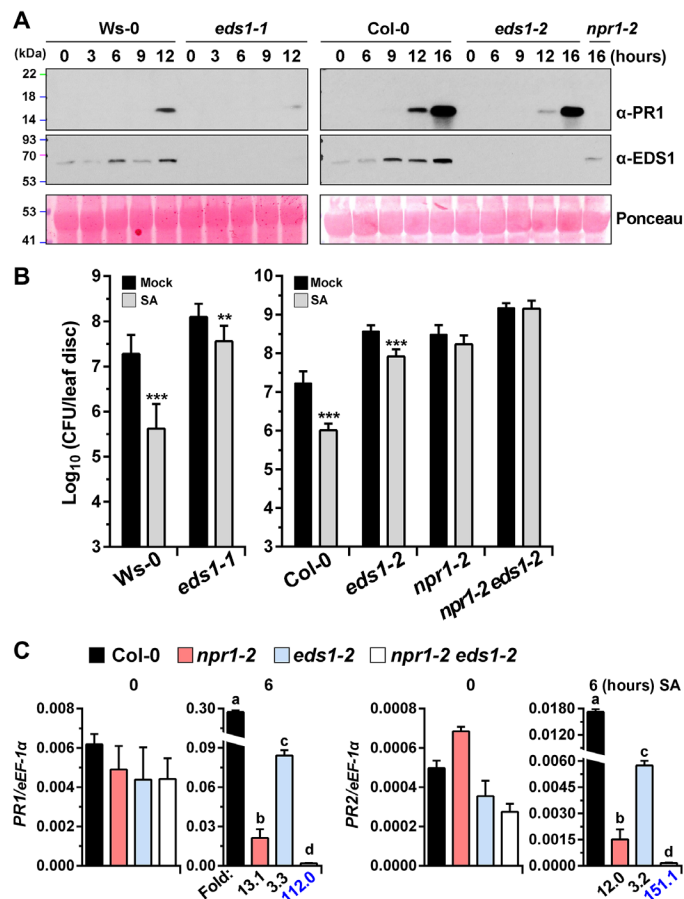 A
Ws-0 eds1-1 Col-0 eds1-2 npr1-2
(kDa) 0 3 6 9 12 0 3 6 9 12 0 6 9 12 16 0 6 9 12 16 16 (hours)
22
18
14
α-PR1
93
70
53
α-EDS1
53
41
Ponceau
B
Mock
SA
Mock
SA
Log10 (CFU/leaf disc)
9
8
7
6
5
4
3
10
9
8
7
6
5
4
3
*** ** *** ***
Ws-0 eds1-1 Col-0 eds1-2 npr1-2 npr1-2 eds1-2
C
Col-0 npr1-2 eds1-2 npr1-2 eds1-2
0 6 0 6 (hours) SA
PR1/eEF-1α
0.008
0.006
0.004
0.002
0.000
0.30
0.09
0.06
0.03
0.00
a
b
c
d
Fold: 13.1 3.3 112.0
PR2/eEF-1α
0.0008
0.0006
0.0004
0.0002
0.0000
0.0180
0.0120
0.0060
0.0045
0.0030
0.0015
0.0000
a
b
c
d
12.0 3.2 151.1